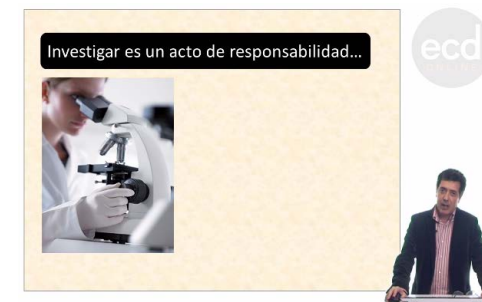 Investigar es un acto de responsabilidad...
ecd